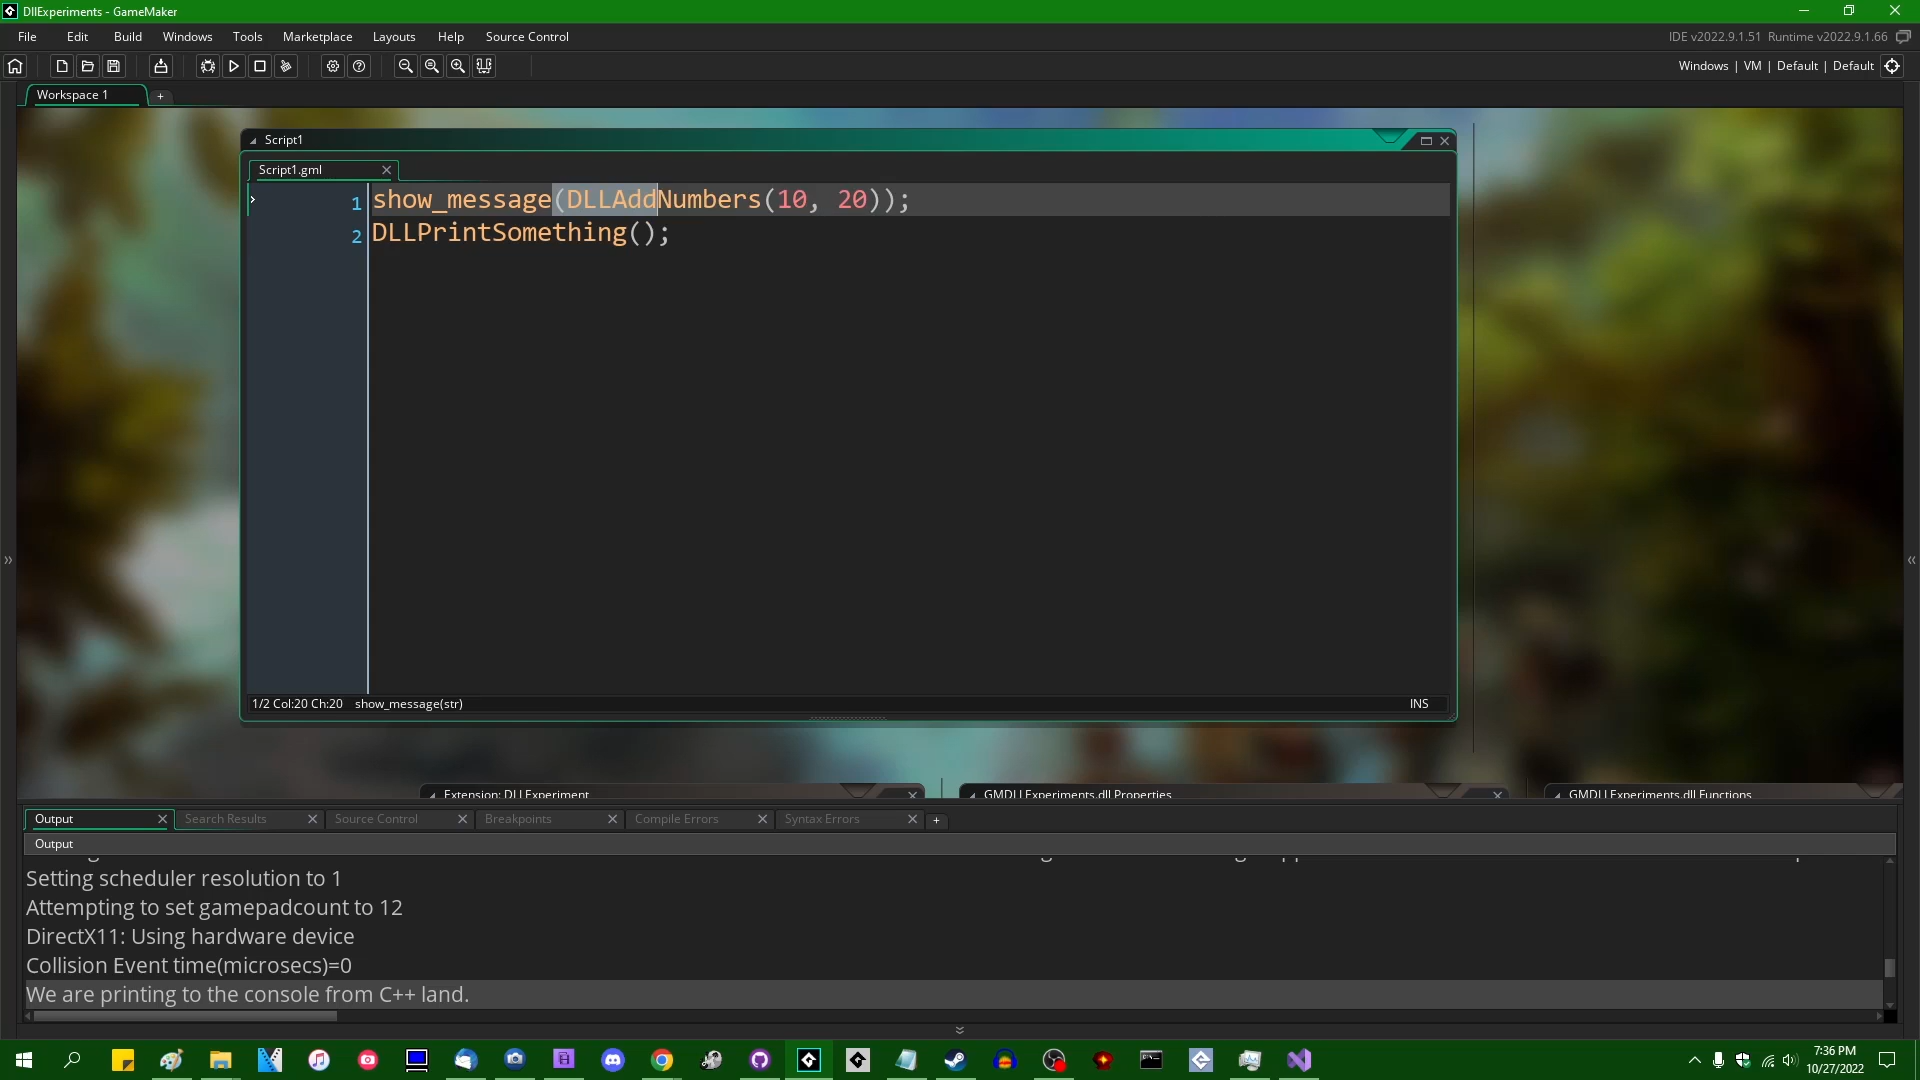 DllExperiments - GameMaker
File Edit Build Windows Tools Marketplace Layouts Help Source Control
IDE v2022.9.1.51 Runtime v2022.9.1.66
Windows | VM | Default | Default
Workspace 1
Script1
Script1.gml
1 show_message(DLLAddNumbers(10, 20));
2 DLLPrintSomething();
1/2 Col:20 Ch:20 show_message(str)
INS
Extension: DLLExperiment
GMDLLExperiments.dll Properties
GMDLLExperiments.dll Functions
Output Search Results Source Control Breakpoints Compile Errors Syntax Errors
Output
Setting scheduler resolution to 1
Attempting to set gamepadcount to 12
DirectX11: Using hardware device
Collision Event time(microsecs)=0
We are printing to the console from C++ land.
7:36 PM
10/27/2022